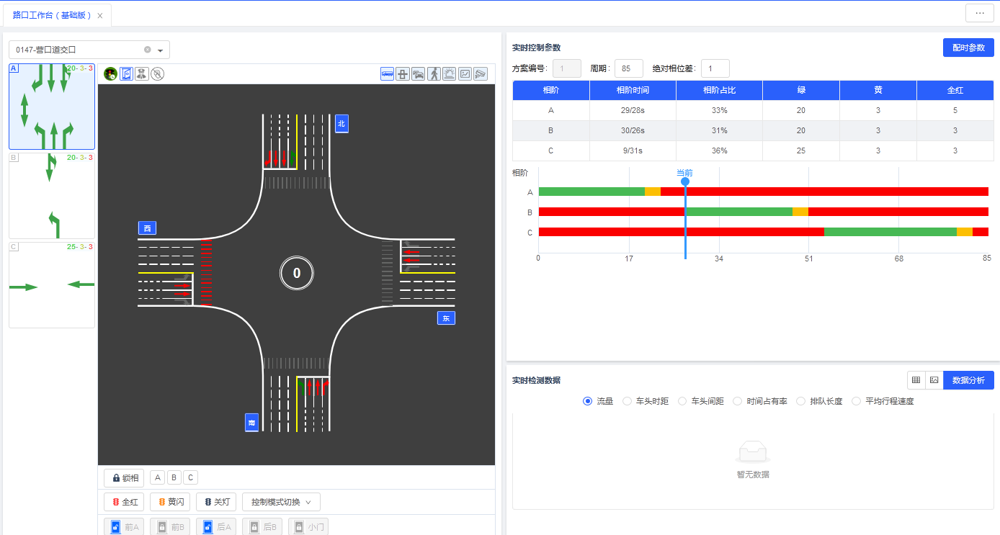 路口工作台（基础版）
0147-营口道交口
A 20-3-3
B 20-3-3
C 25-3-3
北
西
0
东
南
锁相 A B C
全红 黄闪 关灯 控制模式切换
前A 前B 后A 后B 小门
实时控制参数 配时参数
方案编号: 1 周期: 85 绝对相位差: 1
相阶 相阶时间 相阶占比 绿 黄 全红
A 29/28s 33% 20 3 5
B 30/26s 31% 20 3 3
C 9/31s 36% 25 3 3
相阶 当前
A
B
C
0 17 34 51 68 85
实时检测数据 数据分析
流量 车头时距 车头间距 时间占有率 排队长度 平均行程速度
暂无数据